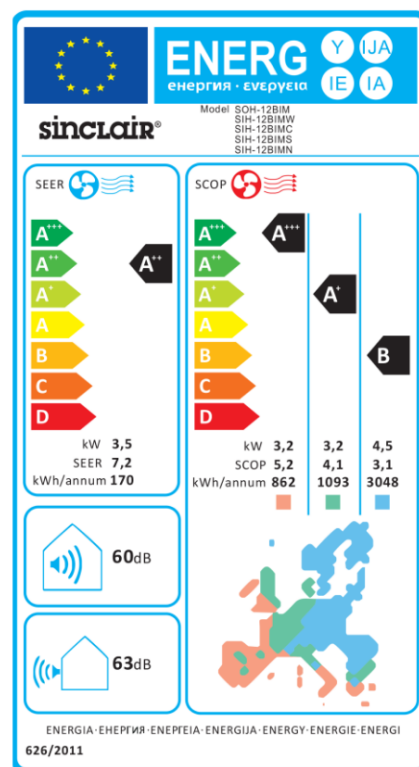 ENERG Y IJA
енергия · ενεργεια IE IA
sinclair®
Model SOH-12BIM
SIH-12BIMW
SIH-12BIMC
SIH-12BIMS
SIH-12BIMN
SEER
SCOP
A+++ A+++ A+++
A++ A++ A++
A+ A+ A+
A A
B B B
C C
D D
kW 3,5
SEER 7,2
kWh/annum 170
kW 3,2 3,2 4,5
SCOP 5,2 4,1 3,1
kWh/annum 862 1093 3048
60dB
63dB
ENERGIA·ЕНЕРГИЯ·ΕΝΕΡΓΕΙΑ·ENERGIJA·ENERGY·ENERGIE·ENERGI
626/2011